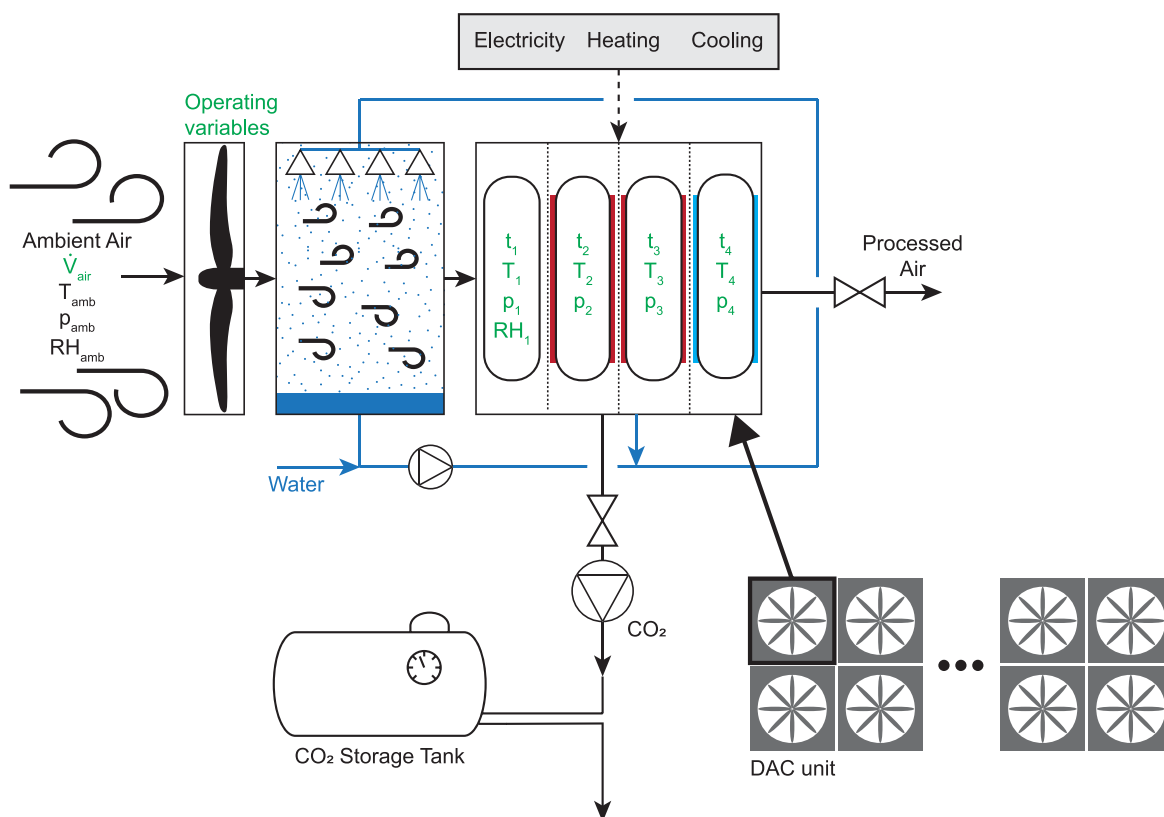 Electricity Heating Cooling
Operating
variables
Ambient Air
V̇air
Tamb
pamb
RHamb
t1
T1
p1
RH1
t2
T2
p2
t3
T3
p3
t4
T4
p4
Processed
Air
Water
CO₂
CO₂ Storage Tank
DAC unit